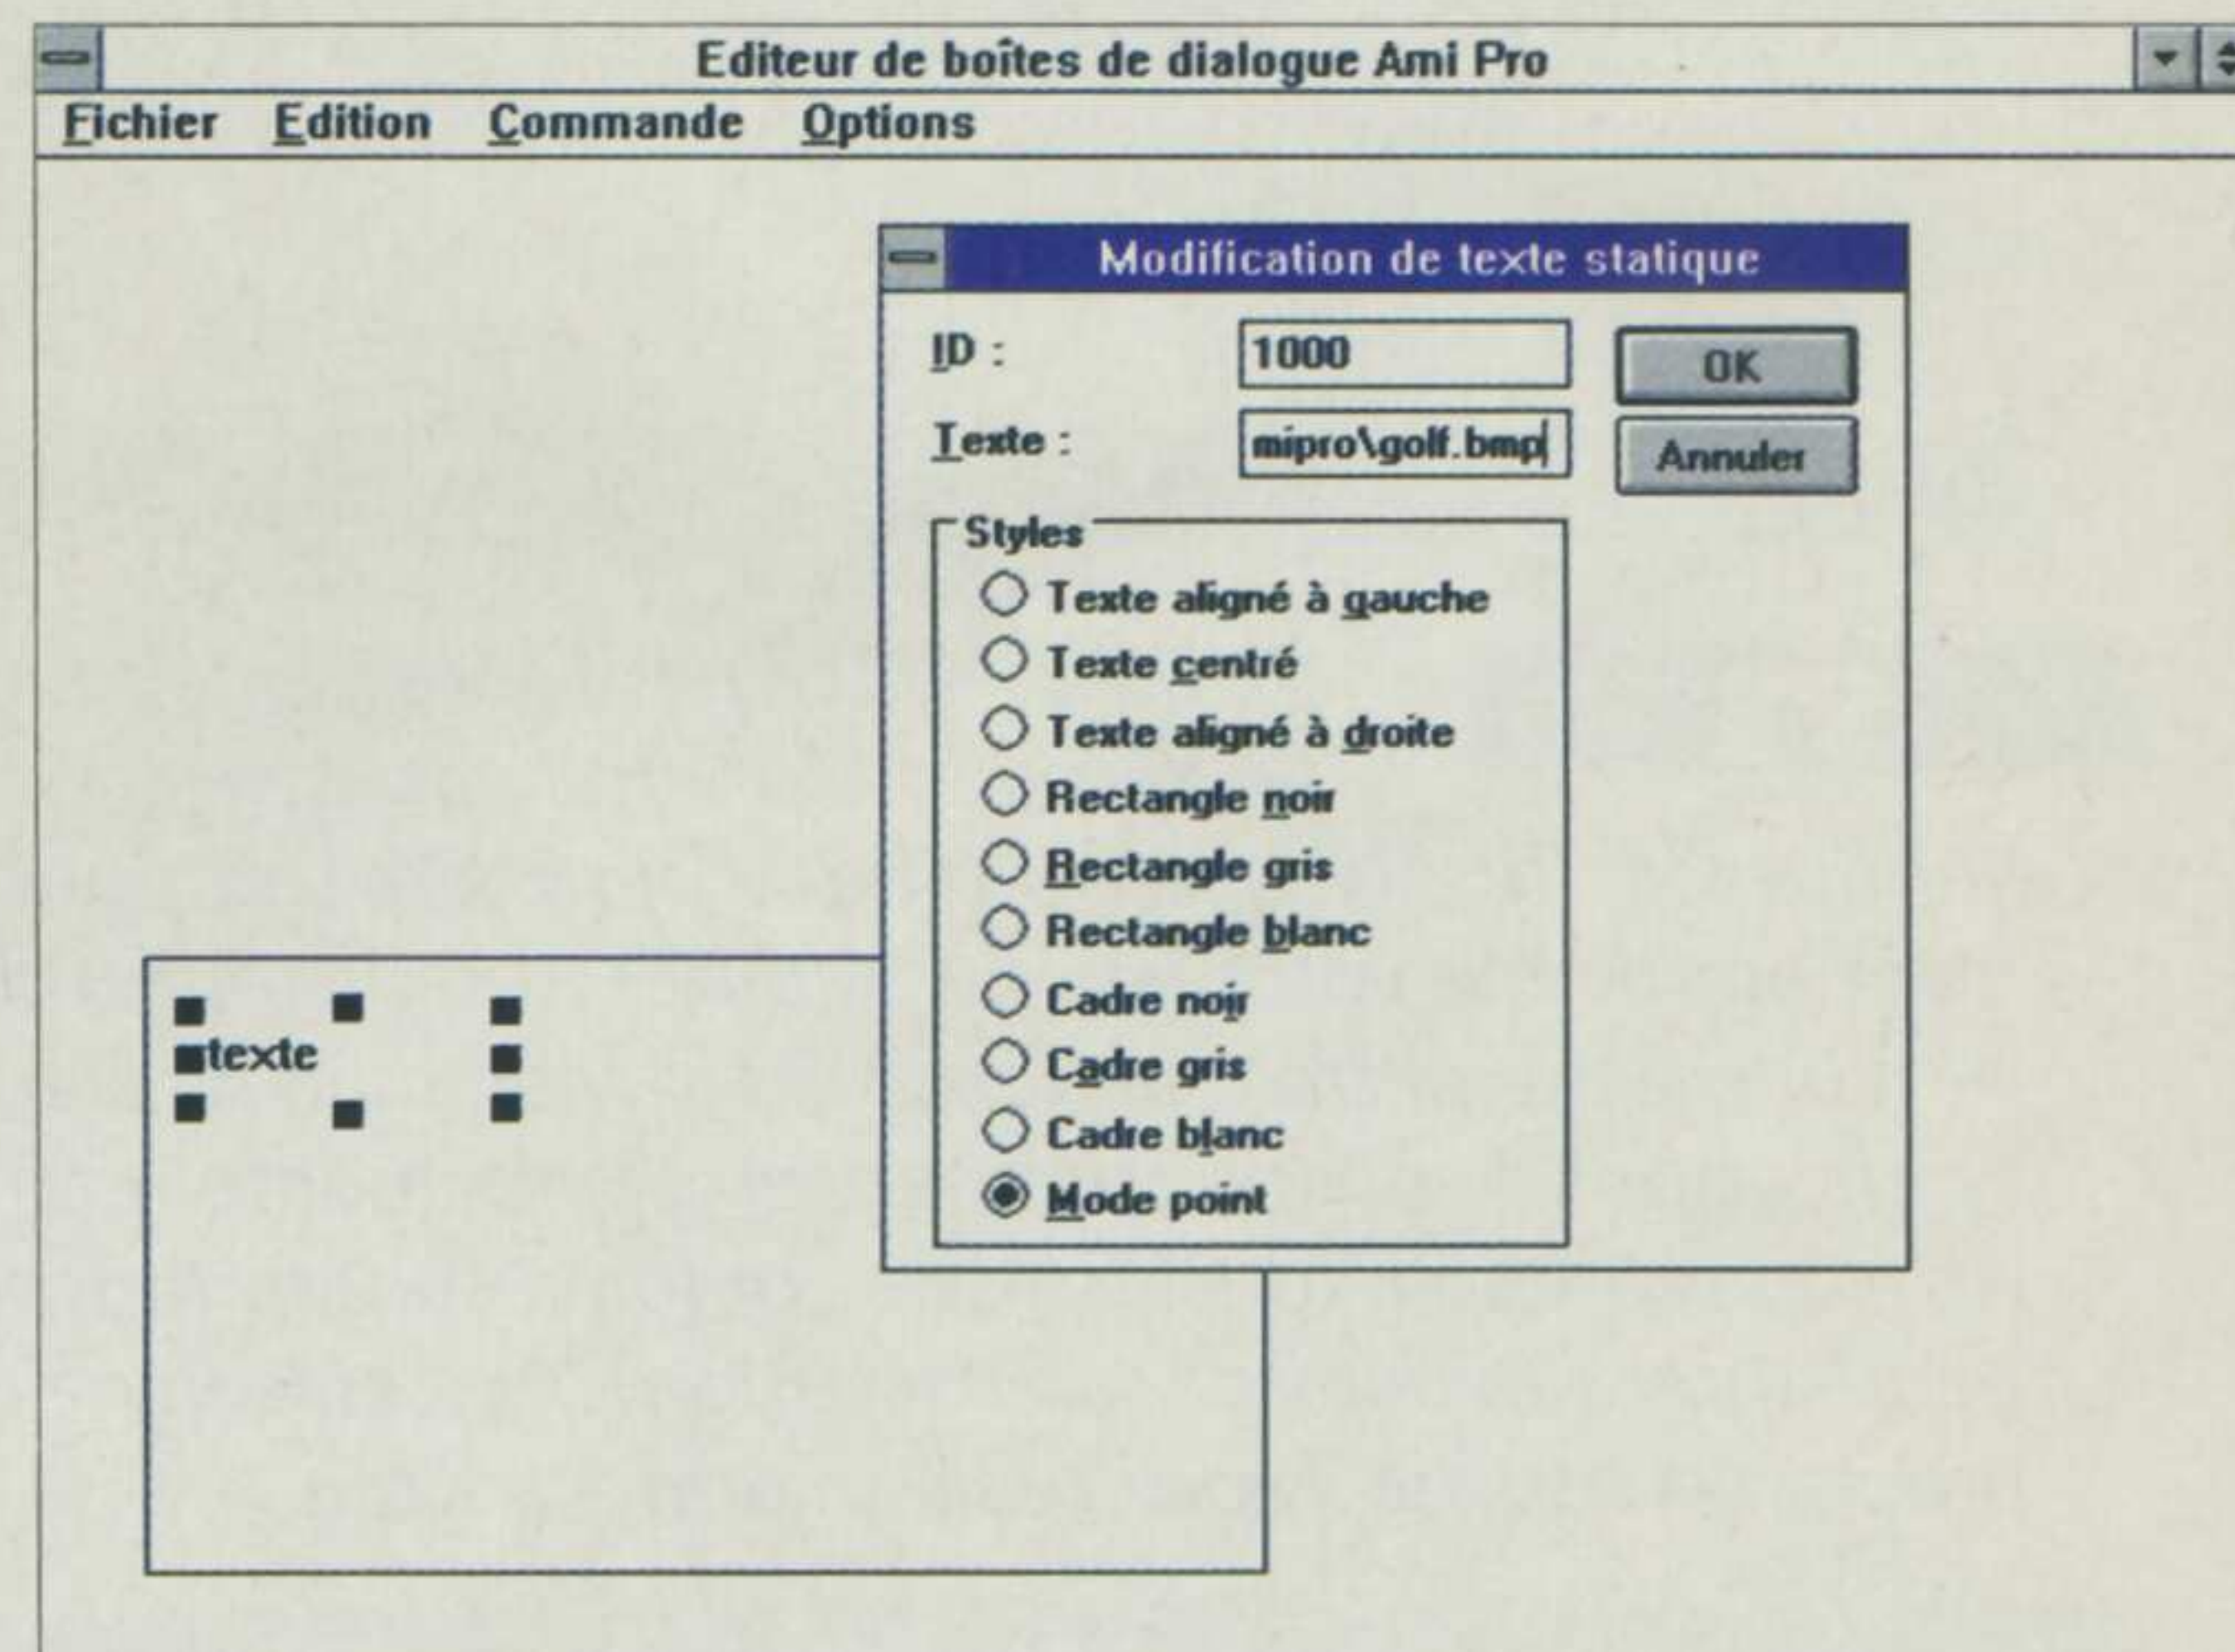 Editeur de boîtes de dialogue Ami Pro
Fichier Edition Commande Options
Modification de texte statique
ID : 1000 OK
Texte : mipro\golf.bmp Annuler
Styles
Texte aligné à gauche
Texte centré
Texte aligné à droite
Rectangle noir
Rectangle gris
Rectangle blanc
Cadre noir
Cadre gris
Cadre blanc
Mode point
texte